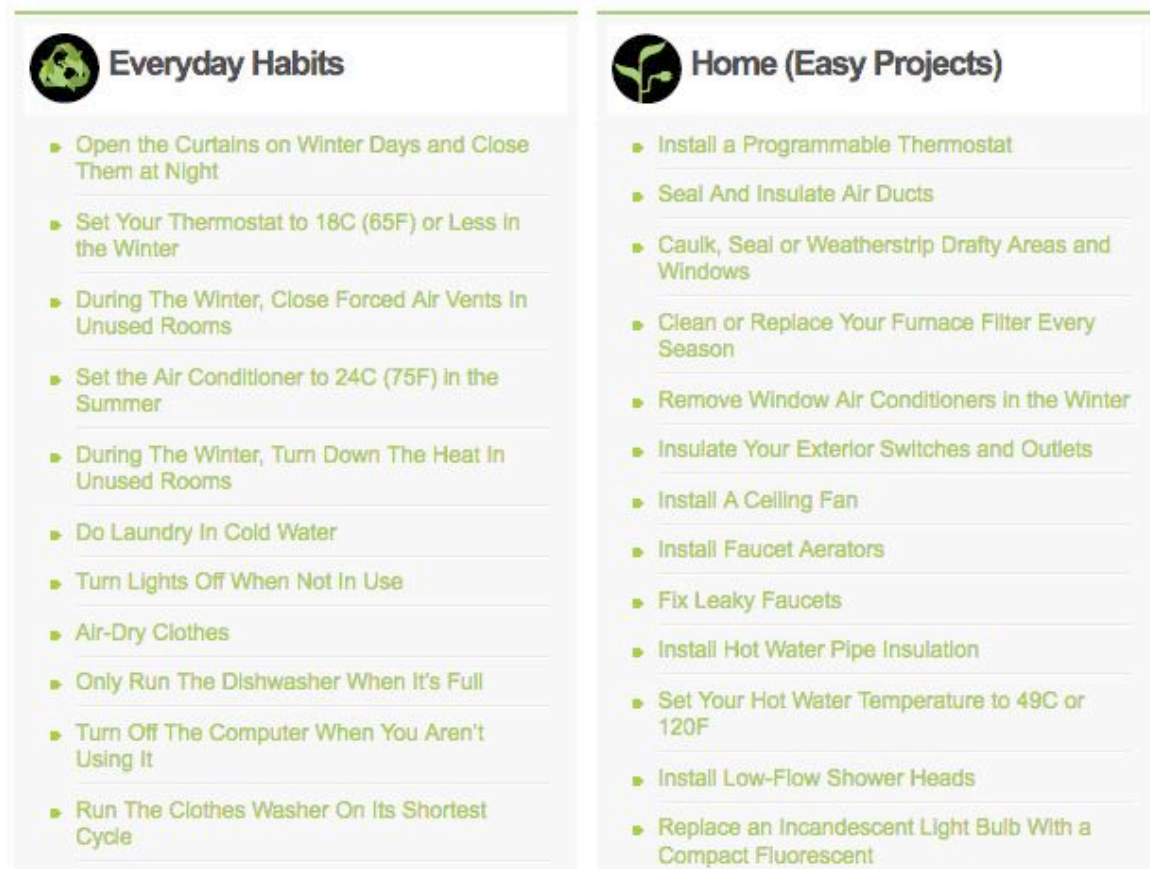 Everyday Habits
Open the Curtains on Winter Days and Close
Them at Night
Set Your Thermostat to 18C (65F) or Less in
the Winter
During The Winter, Close Forced Air Vents In
Unused Rooms
Set the Air Conditioner to 24C (75F) in the
Summer
During The Winter, Turn Down The Heat In
Unused Rooms
Do Laundry In Cold Water
Turn Lights Off When Not In Use
Air-Dry Clothes
Only Run The Dishwasher When It's Full
Turn Off The Computer When You Aren't
Using It
Run The Clothes Washer On Its Shortest
Cycle
Home (Easy Projects)
Install a Programmable Thermostat
Seal And Insulate Air Ducts
Caulk, Seal or Weatherstrip Drafty Areas and
Windows
Clean or Replace Your Furnace Filter Every
Season
Remove Window Air Conditioners in the Winter
Insulate Your Exterior Switches and Outlets
Install A Ceiling Fan
Install Faucet Aerators
Fix Leaky Faucets
Install Hot Water Pipe Insulation
Set Your Hot Water Temperature to 49C or
120F
Install Low-Flow Shower Heads
Replace an Incandescent Light Bulb With a
Compact Fluorescent